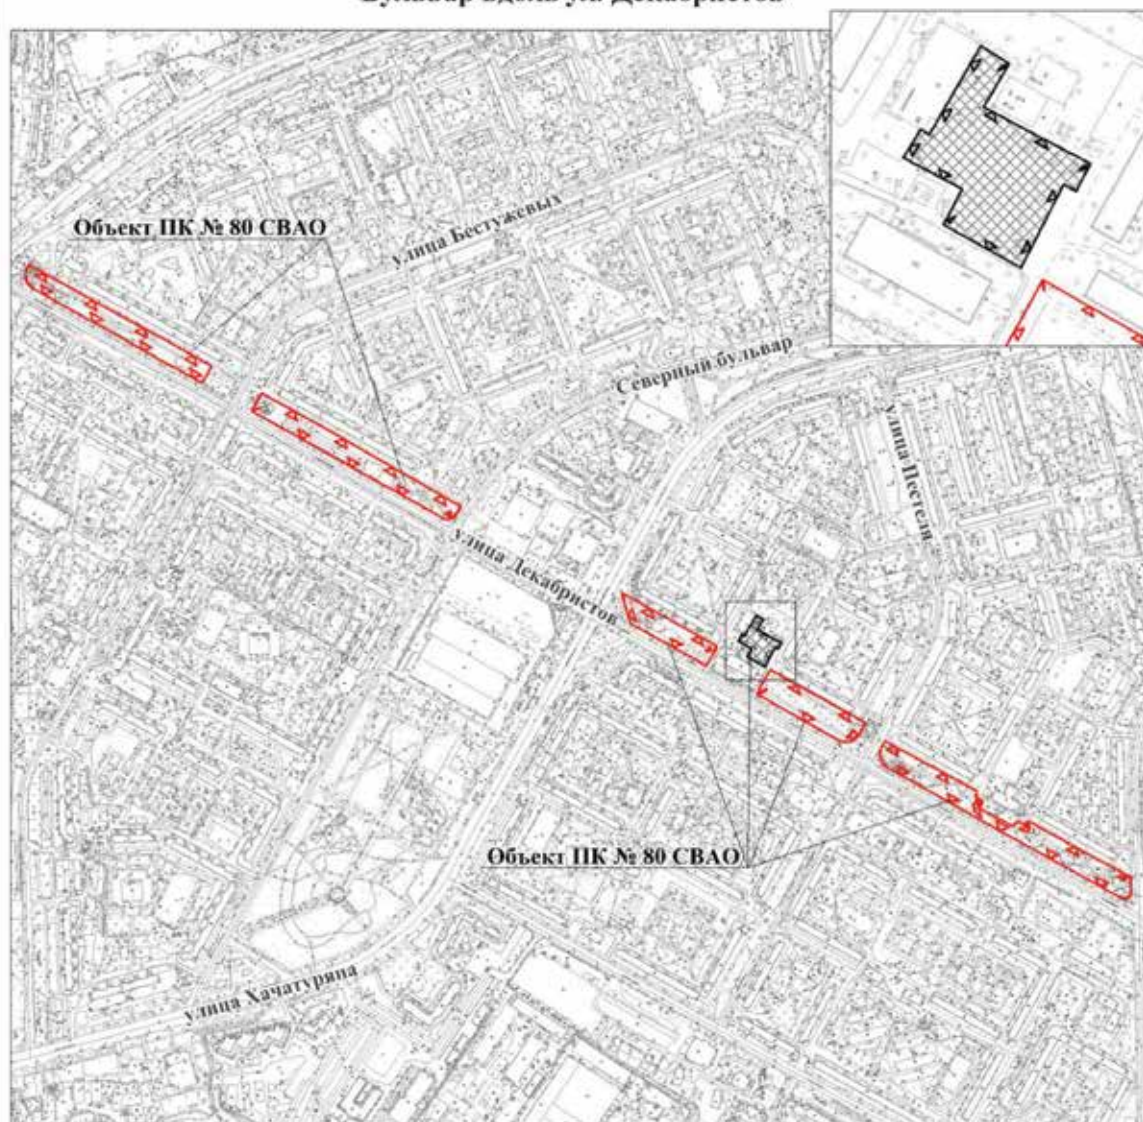 Бульвар вдоль ул. Декабристов
Объект ПК № 80 СВАО
улица Бестужевых
Северный бульвар
улица Пестеля
улица Декабристов
Объект ПК № 80 СВАО
улица Хачатуряна